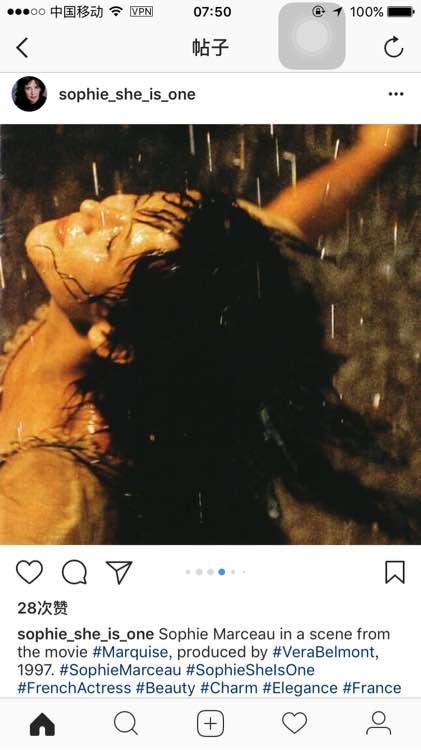 中国移动 VPN 07:50 100%
帖子
sophie_she_is_one
28次赞
sophie_she_is_one Sophie Marceau in a scene from
the movie #Marquise, produced by #VeraBelmont,
1997. #SophieMarceau #SophieSheIsOne
#FrenchActress #Beauty #Charm #Elegance #France